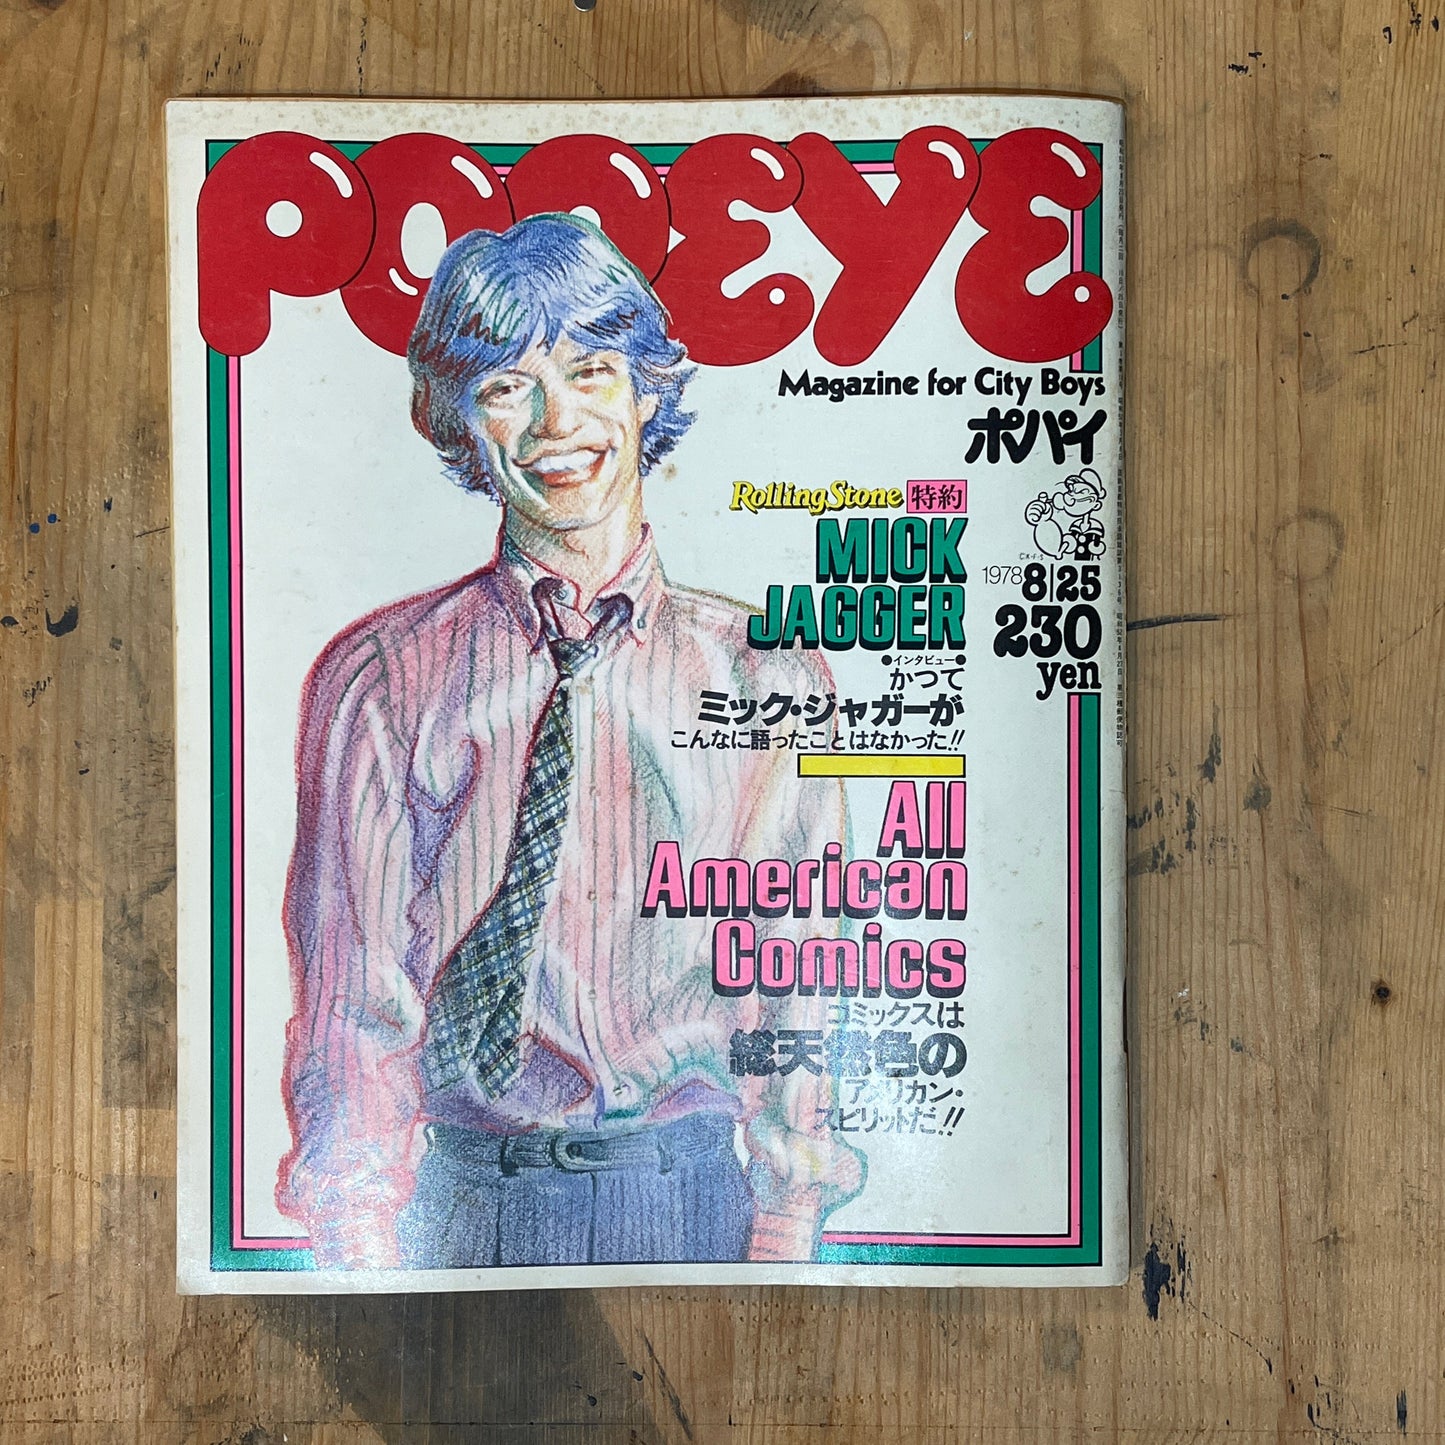 POPEYE
Magazine for City Boys
ポパイ
Rolling Stone 特約
MICK
JAGGER
●インタビュー●
かつて
ミック・ジャガーが
こんなに語ったことはなかった!!
©K・F・S
1978 8|25
230
yen
All
American
Comics
コミックスは
総天然色の
アメリカン・
スピリットだ!!